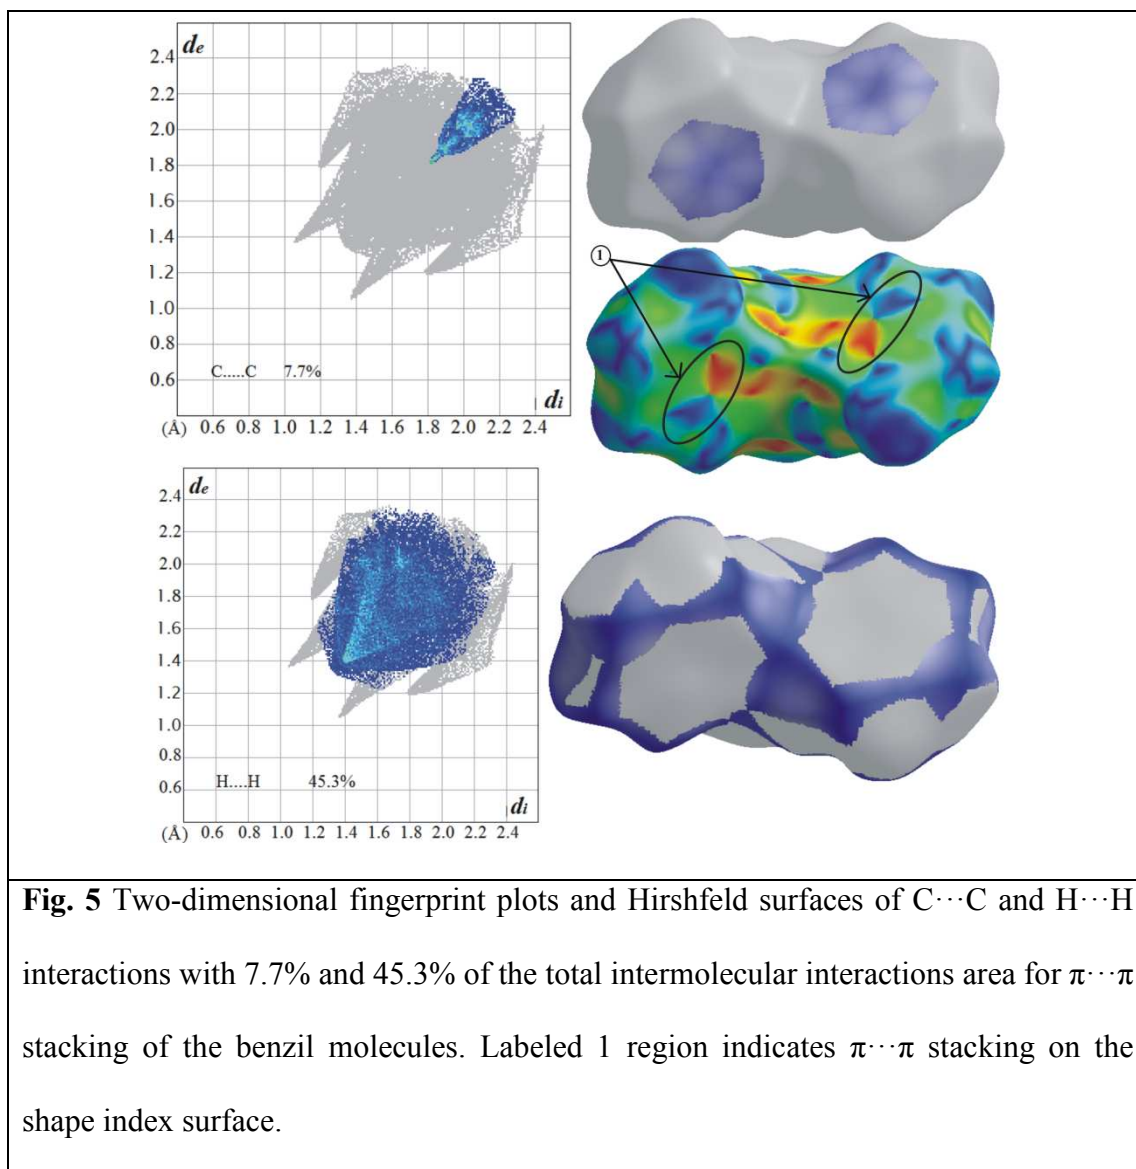 de
2.4
2.2
2.0
1.8
1.6
1.4
1.2
1.0
0.8
0.6
C.....C 7.7%
di
(Å) 0.6 0.8 1.0 1.2 1.4 1.6 1.8 2.0 2.2 2.4
1
de
2.4
2.2
2.0
1.8
1.6
1.4
1.2
1.0
0.8
0.6
H....H 45.3%
di
(Å) 0.6 0.8 1.0 1.2 1.4 1.6 1.8 2.0 2.2 2.4
Fig. 5 Two-dimensional fingerprint plots and Hirshfeld surfaces of C···C and H···H
interactions with 7.7% and 45.3% of the total intermolecular interactions area for π···π
stacking of the benzil molecules. Labeled 1 region indicates π···π stacking on the
shape index surface.